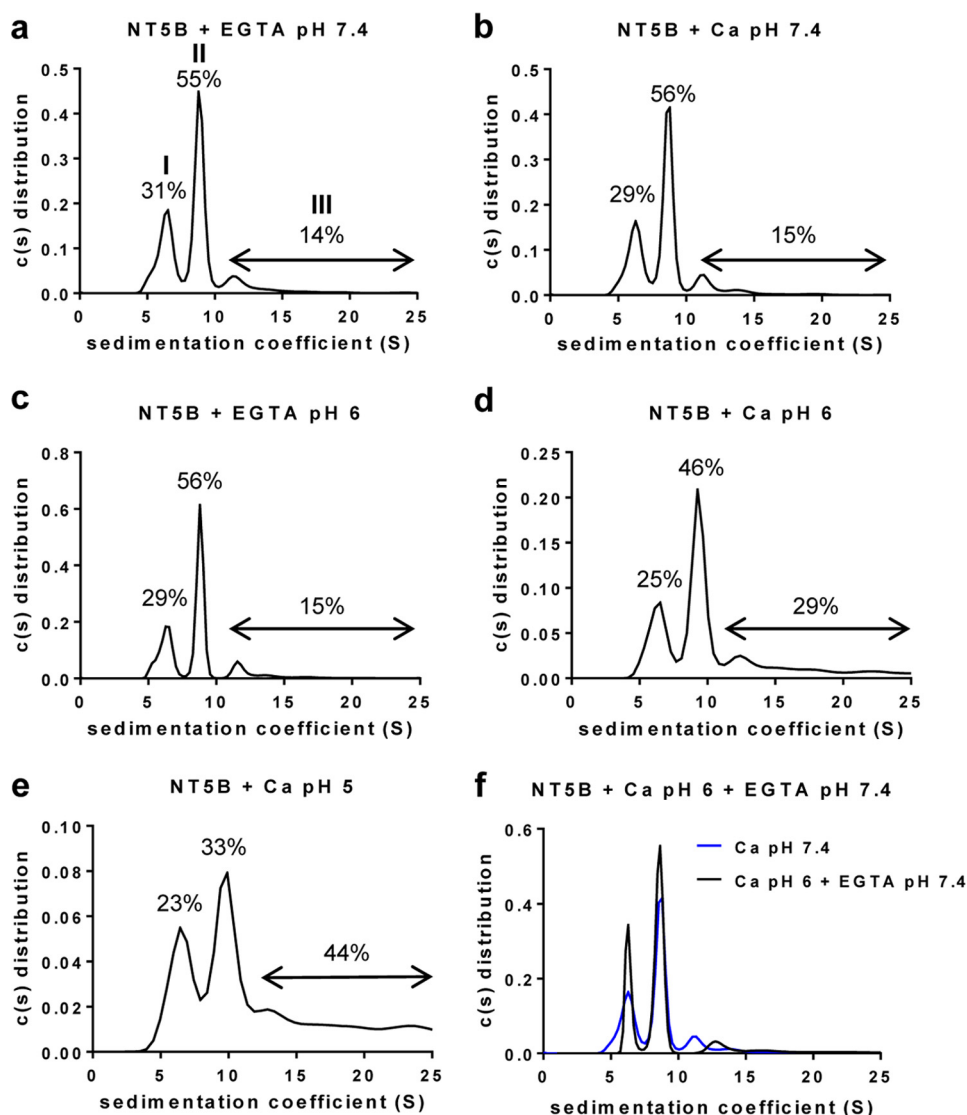 a
NT5B + EGTA pH 7.4
II
55%
I
31%
III
14%
0.5
0.4
0.3
0.2
0.1
0.0
c(s) distribution
0 5 10 15 20 25
sedimentation coefficient (S)
b
NT5B + Ca pH 7.4
56%
29%
15%
0.5
0.4
0.3
0.2
0.1
0.0
c(s) distribution
0 5 10 15 20 25
sedimentation coefficient (S)
c
NT5B + EGTA pH 6
56%
29%
15%
0.8
0.6
0.4
0.2
0.0
c(s) distribution
0 5 10 15 20 25
sedimentation coefficient (S)
d
NT5B + Ca pH 6
46%
25%
29%
0.25
0.20
0.15
0.10
0.05
0.00
c(s) distribution
0 5 10 15 20 25
sedimentation coefficient (S)
e
NT5B + Ca pH 5
33%
23%
44%
0.10
0.08
0.06
0.04
0.02
0.00
c(s) distribution
0 5 10 15 20 25
sedimentation coefficient (S)
f
NT5B + Ca pH 6 + EGTA pH 7.4
Ca pH 7.4
Ca pH 6 + EGTA pH 7.4
0.6
0.4
0.2
0.0
c(s) distribution
0 5 10 15 20 25
sedimentation coefficient (S)